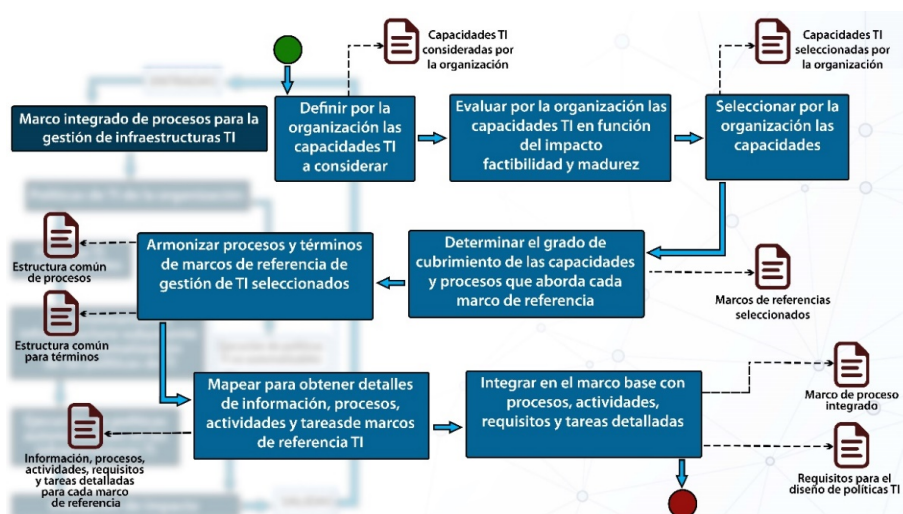 Capacidades TI
consideradas por
la organización
Capacidades TI
seleccionadas por
la organización
Marco integrado de procesos para la
gestión de infraestructuras TI
Definir por la
organización las
capacidades TI
a considerar
Evaluar por la organización las
capacidades TI en función
del impacto
factibilidad y madurez
Seleccionar por la
organización las
capacidades
Políticas de TI de la organización
Estructura común
de procesos
Armonizar procesos y términos
de marcos de referencia de
gestión de TI seleccionados
Determinar el grado de
cubrimiento de las capacidades
y procesos que aborda cada
marco de referencia
Marcos de referencias
seleccionados
Estructura común
para términos
Mapear para obtener detalles
de información, procesos,
actividades y tareasde marcos
de referencia TI
Integrar en el marco base con
procesos, actividades,
requisitos y tareas detalladas
Marco de proceso
integrado
Información, procesos,
actividades, requisitos
y tareas detalladas
para cada marco
de referencia
Requisitos para el
diseño de políticas TI